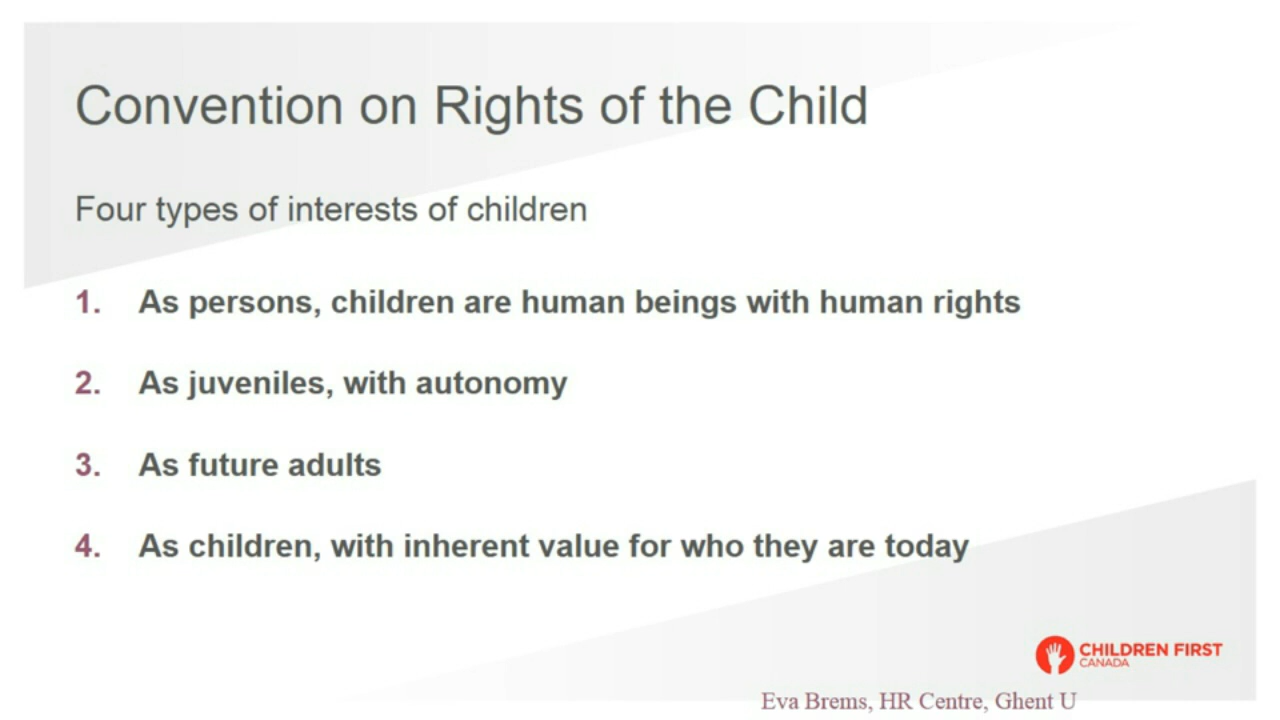 Convention on Rights of the Child
Four types of interests of children
1. As persons, children are human beings with human rights
2. As juveniles, with autonomy
3. As future adults
4. As children, with inherent value for who they are today
CHILDREN FIRST
CANADA
Eva Brems, HR Centre, Ghent U